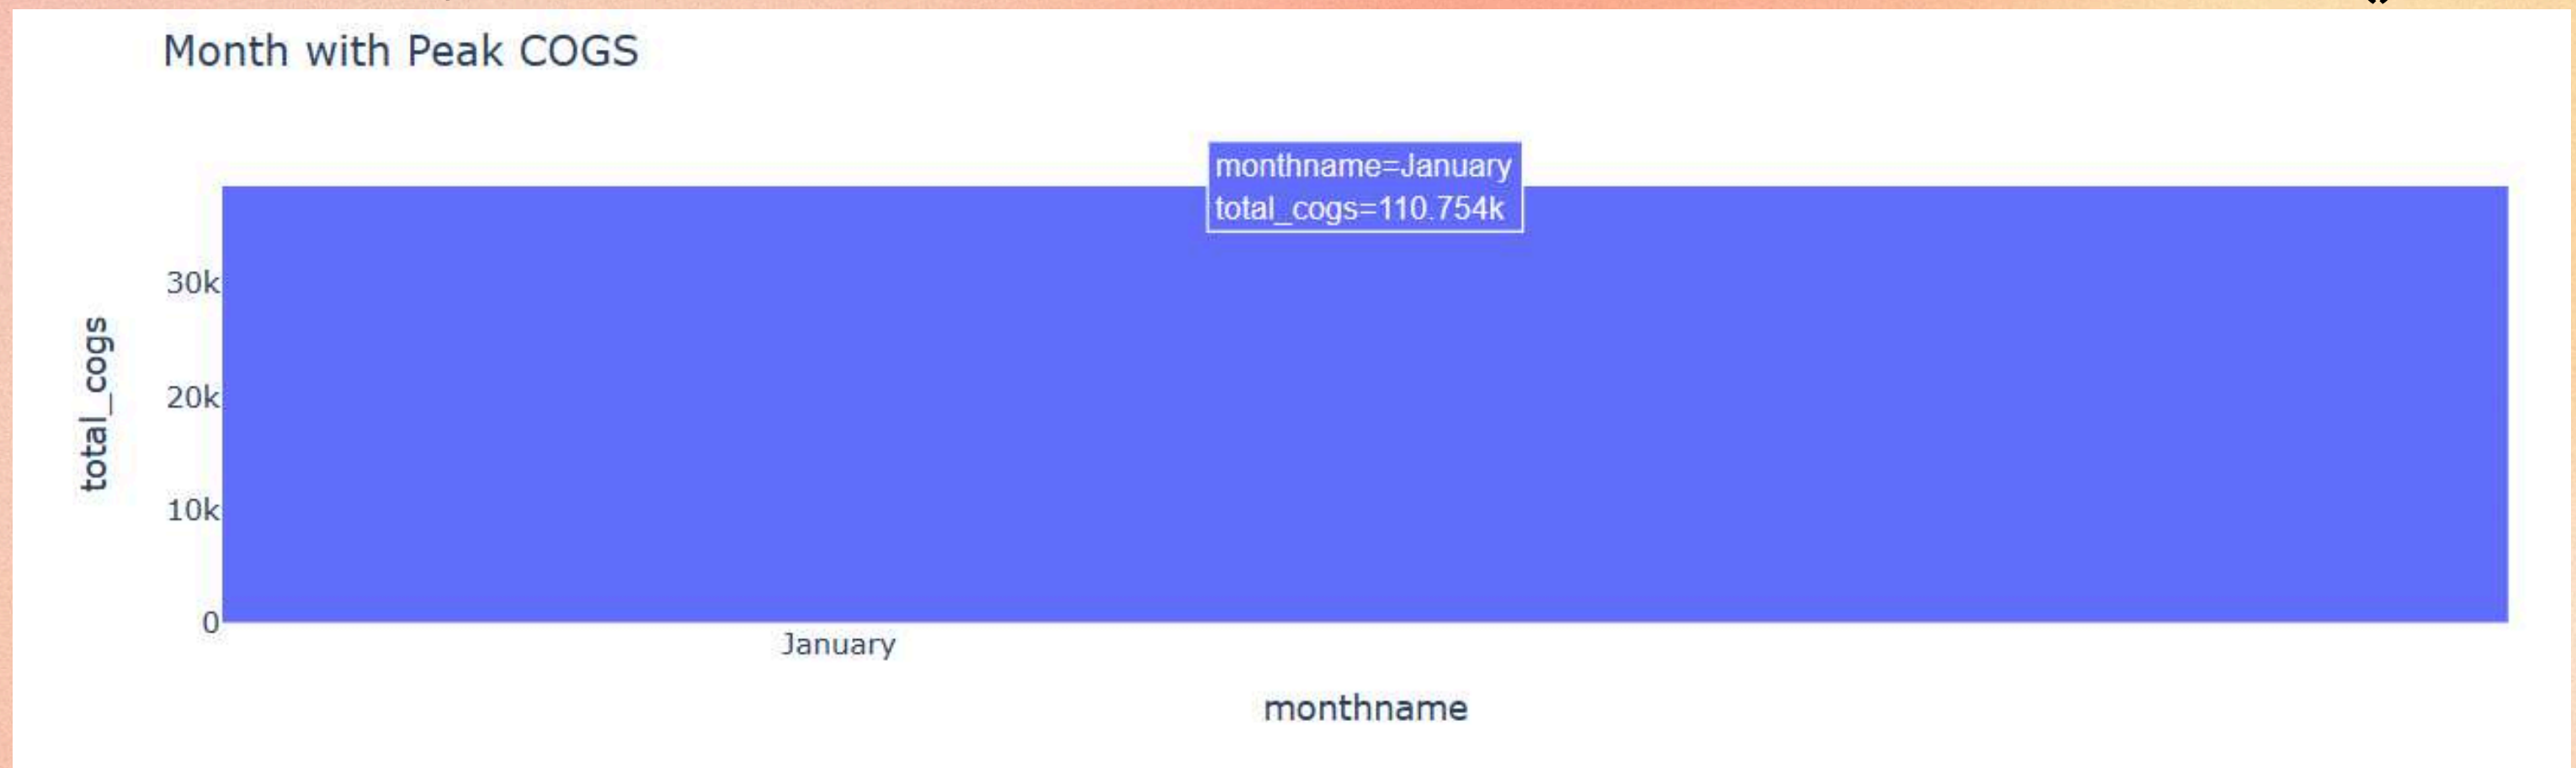 Month with Peak COGS
monthname=January
total_cogs=110.754k
30k
20k
10k
0
total_cogs
January
monthname